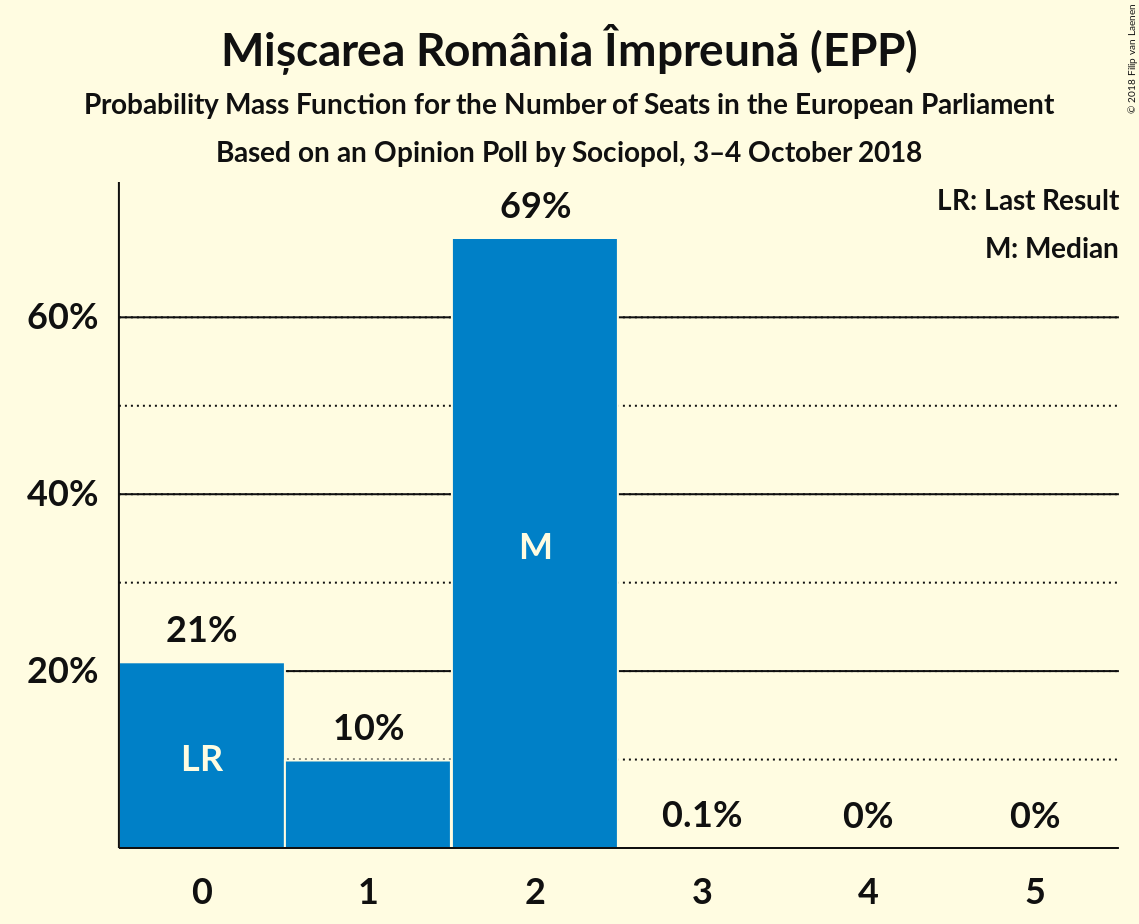 Mișcarea România Împreună (EPP)
Probability Mass Function for the Number of Seats in the European Parliament
Based on an Opinion Poll by Sociopol, 3–4 October 2018
© 2018 Filip van Laenen
LR: Last Result
M: Median
69%
60%
40%
M
21%
20%
10%
LR
0.1%
0%
0%
0
1
2
3
4
5